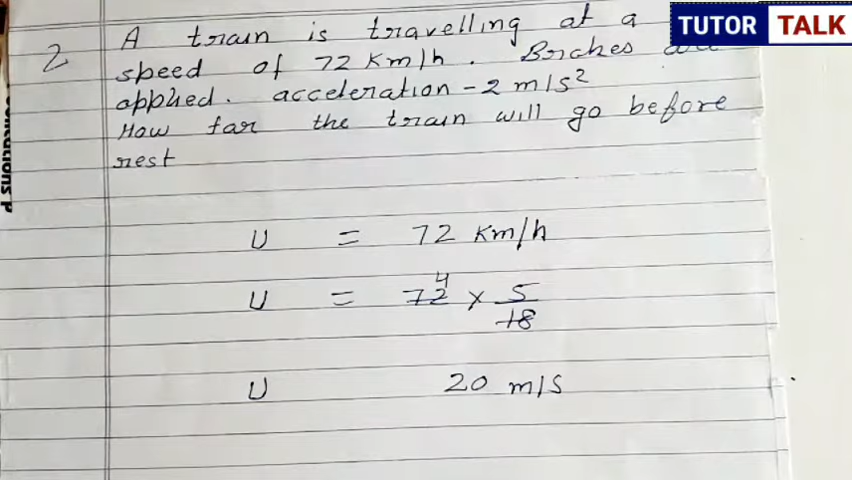 TUTOR TALK
2 A train is travelling at a
speed of 72 Km/h. Brakes
applied. acceleration - 2 m/s²
How far the train will go before
rest
U = 72 Km/h
U = 72 4 × 5/18
U 20 m/s